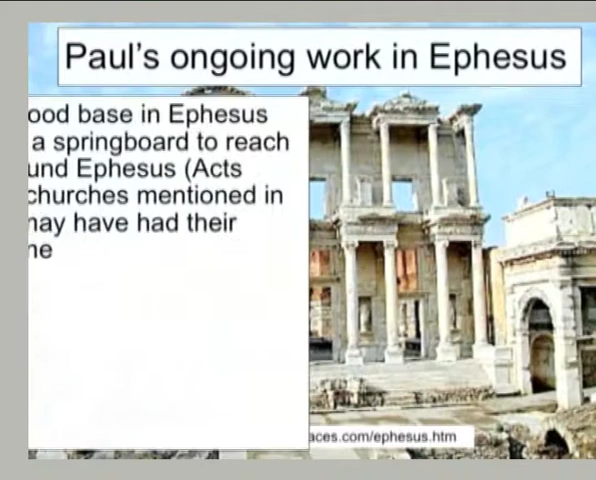 Paul's ongoing work in Ephesus
ood base in Ephesus
a springboard to reach
und Ephesus (Acts
churches mentioned in
may have had their
ne
aces.com/ephesus.htm